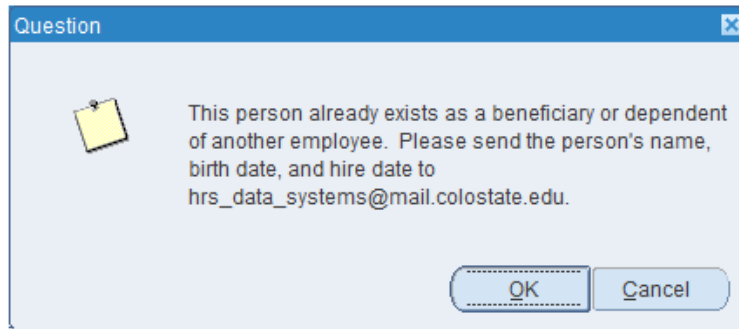 Question
This person already exists as a beneficiary or dependent
of another employee.  Please send the person's name,
birth date, and hire date to
hrs_data_systems@mail.colostate.edu.
OK
Cancel